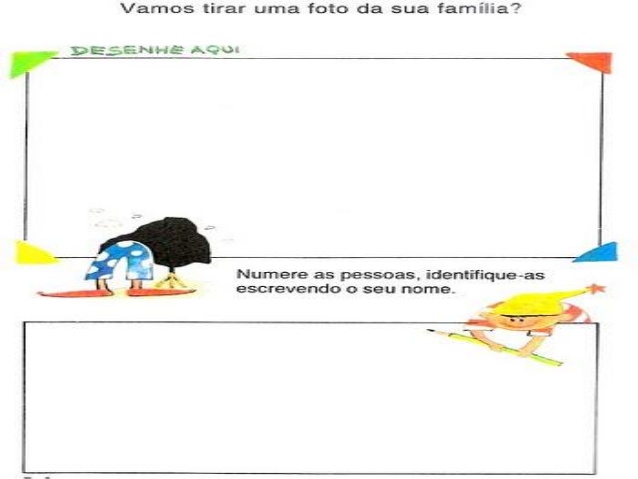 Vamos tirar uma foto da sua família?
DESENHE AQUI
Numere as pessoas, identifique-as
escrevendo o seu nome.